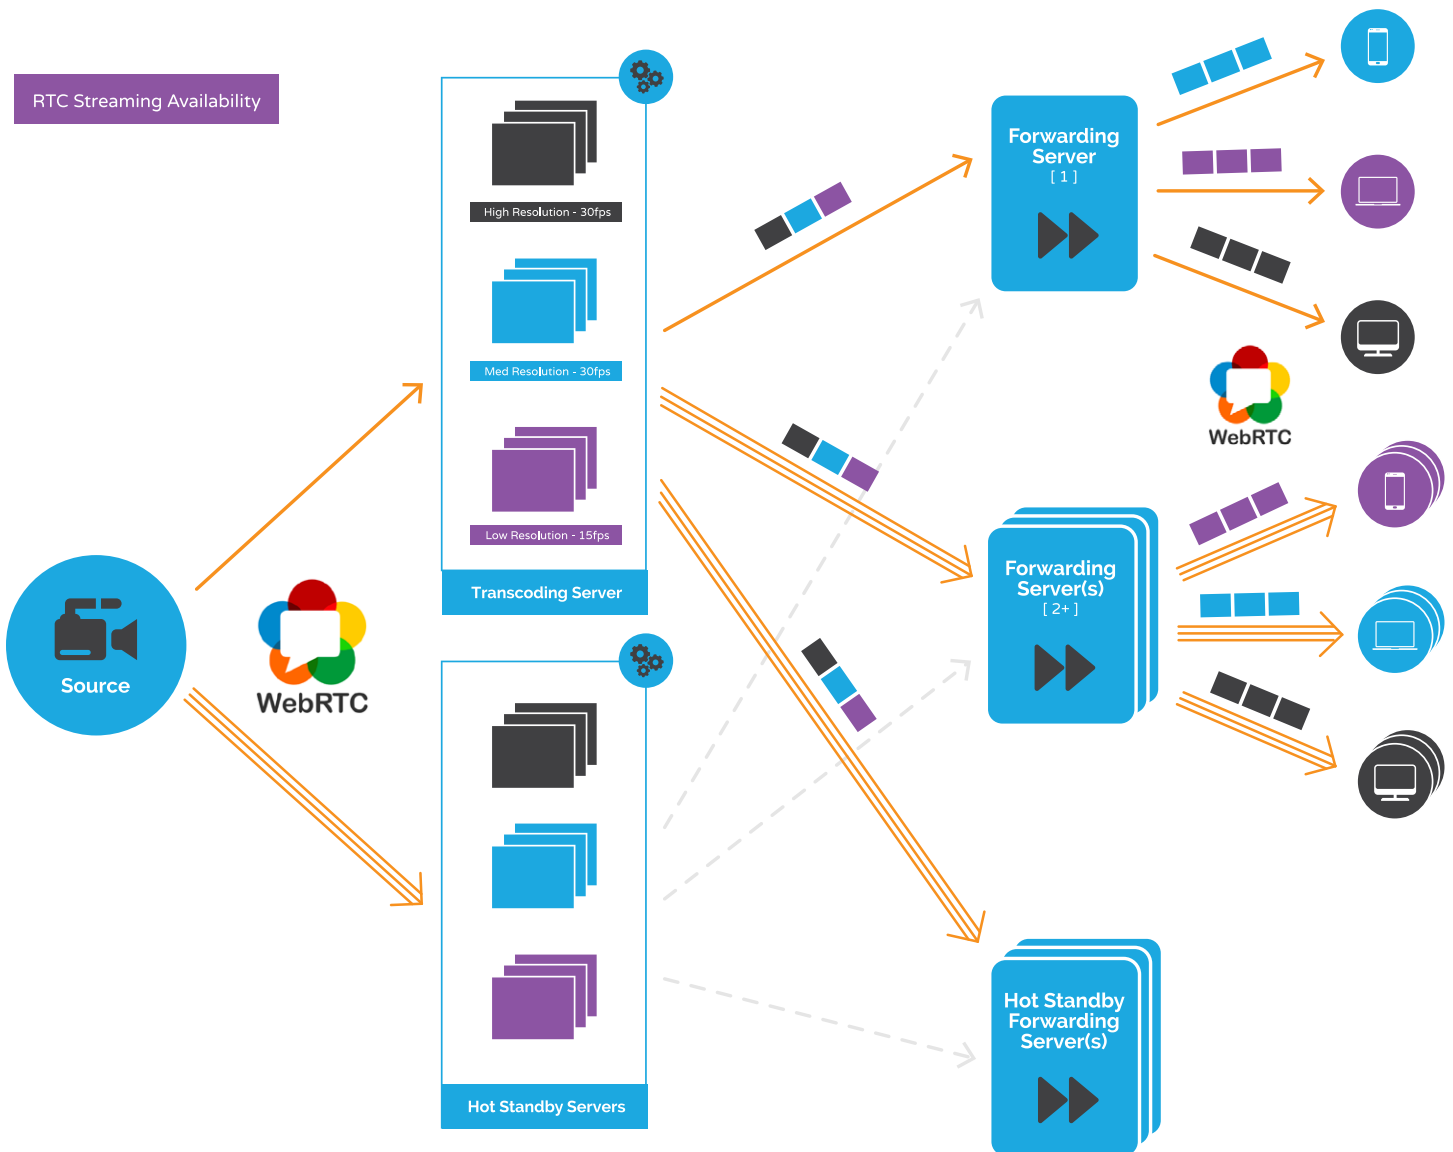 RTC Streaming Availability
High Resolution - 30fps
Med Resolution - 30fps
Low Resolution - 15fps
Transcoding Server
Source
WebRTC
Hot Standby Servers
Forwarding
Server
[ 1 ]
WebRTC
Forwarding
Server(s)
[ 2+ ]
Hot Standby
Forwarding
Server(s)